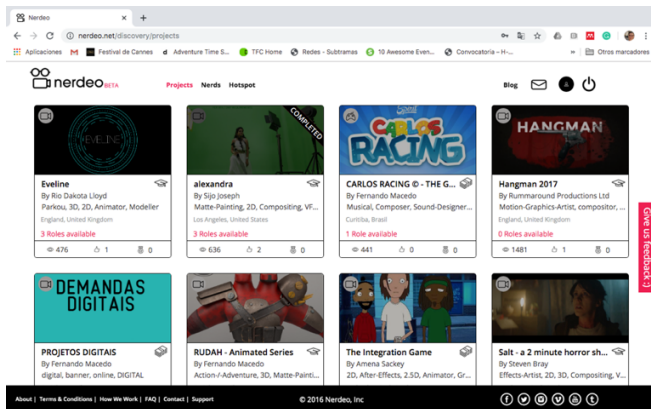 Nerdeo
nerdeo.net/discovery/projects
Aplicaciones
Festival de Cannes
Adventure Time S...
TFC Home
Redes - Subtramas
10 Awesome Even...
Convocatoria – H-...
Otros marcadores
nerdeo BETA
Projects Nerds Hotspot
Blog
EVELINE
COMPLETED
CARLOS RACING
HANGMAN
Eveline
By Rio Dakota Lloyd
Parkou, 3D, 2D, Animator, Modeller
England, United Kingdom
3 Roles available
476 1 0
alexandra
By Sijo Joseph
Matte-Painting, 2D, Compositing, VF...
Los Angeles, United States
3 Roles available
636 2 0
CARLOS RACING © - THE G...
By Fernando Macedo
Musical, Composer, Sound-Designer...
Curitiba, Brasil
1 Role available
441 0 0
Hangman 2017
By Rummaround Productions Ltd
Motion-Graphics-Artist, compositor, ...
England, United Kingdom
0 Roles available
1481 1 0
Give us feedback :)
DEMANDAS
DIGITAIS
PROJETOS DIGITAIS
By Fernando Macedo
digital, banner, online, DIGITAL
RUDAH - Animated Series
By Fernando Macedo
Action-/-Adventure, 3D, Matte-Painti...
The Integration Game
By Amena Sackey
2D, After-Effects, 2.5D, Animator, Gr...
Salt - a 2 minute horror sh...
By Steven Bray
Effects-Artist, 2D, 3D, Compositing, V...
About | Terms & Conditions | How We Work | FAQ | Contact | Support
© 2016 Nerdeo, Inc